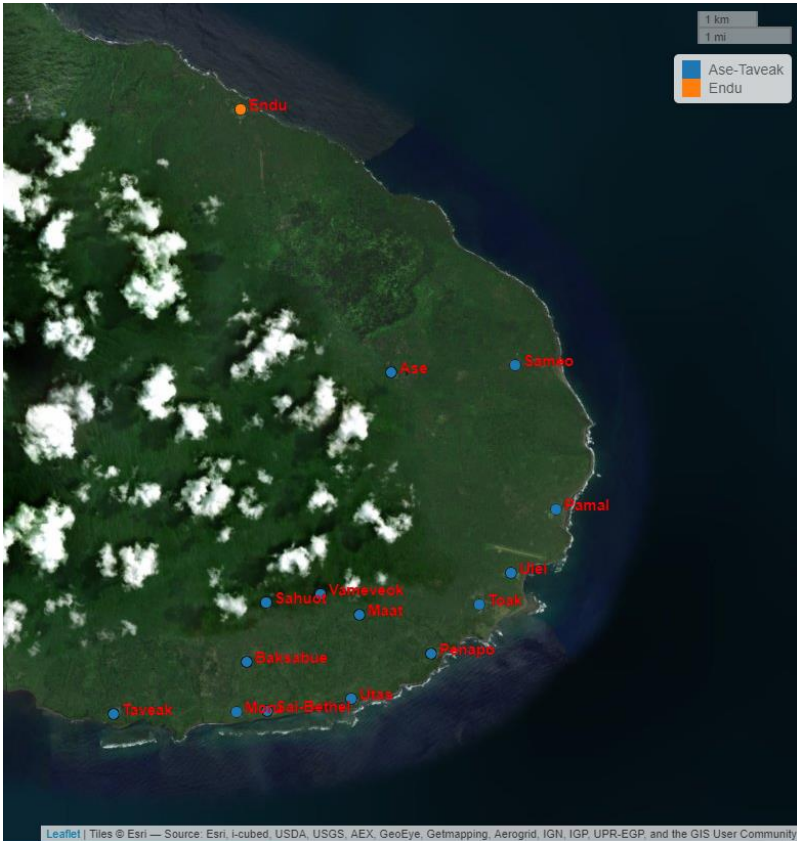 1 km
1 mi
Ase-Taveak
Endu
Endu
Ase
Samao
Pamal
Ulei
Vameveok
Sahuot
Toak
Maat
Penapo
Baksabue
Utas
Taveak
Sai-Bethel
Leaflet | Tiles © Esri — Source: Esri, i-cubed, USDA, USGS, AEX, GeoEye, Getmapping, Aerogrid, IGN, IGP, UPR-EGP, and the GIS User Community